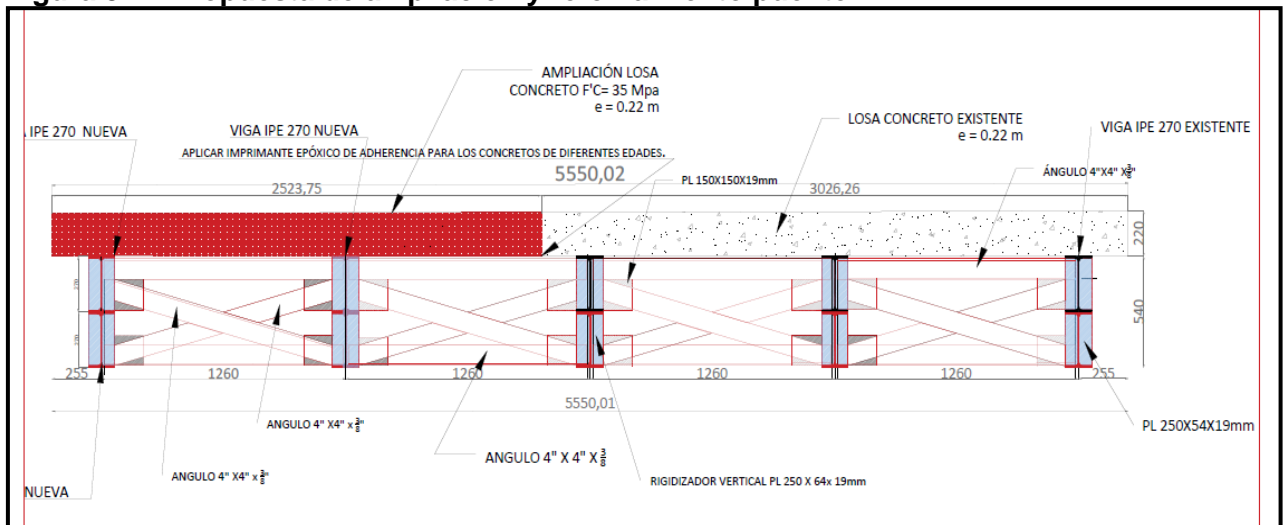 AMPLIACIÓN LOSA
CONCRETO F'C= 35 Mpa
e = 0.22 m
LOSA CONCRETO EXISTENTE
e = 0.22 m
IPE 270 NUEVA
VIGA IPE 270 NUEVA
VIGA IPE 270 EXISTENTE
APLICAR IMPRIMANTE EPÓXICO DE ADHERENCIA PARA LOS CONCRETOS DE DIFERENTES EDADES.
5550,02
PL 150X150X19mm
ÁNGULO 4"X4" X3/8"
2523,75
3026,26
220
270
270
540
255
1260
1260
1260
1260
255
5550,01
ANGULO 4" X4" x 3/8"
PL 250X54X19mm
ANGULO 4" X 4" X 3/8
ANGULO 4" X4" x 3/8"
RIGIDIZADOR VERTICAL PL 250 X 64x 19mm
NUEVA